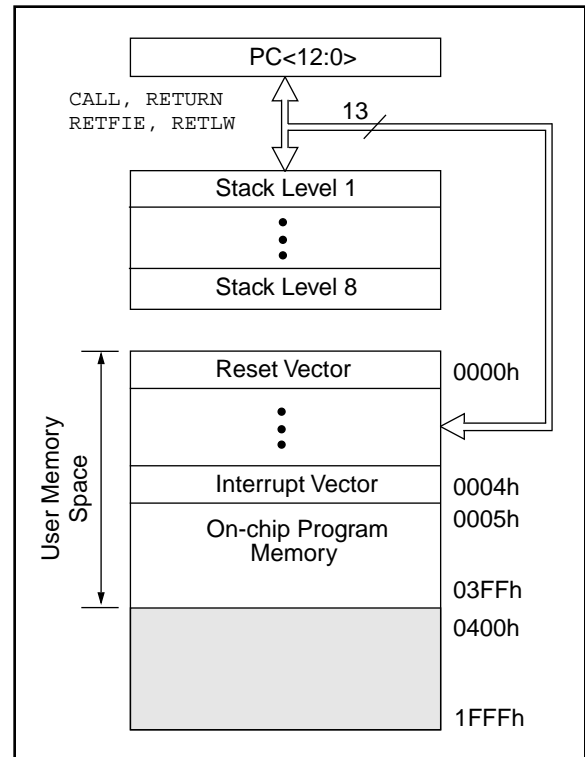 PC<12:0>
CALL, RETURN
RETFIE, RETLW
13
Stack Level 1
Stack Level 8
User Memory
Space
Reset Vector
0000h
Interrupt Vector
0004h
0005h
On-chip Program
Memory
03FFh
0400h
1FFFh